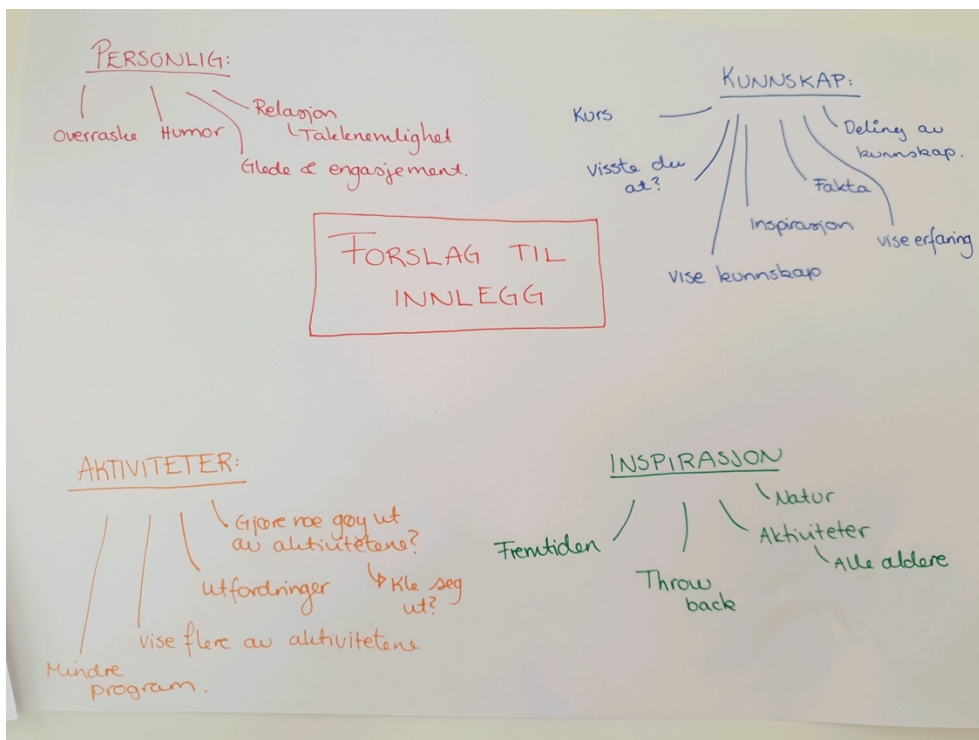 PERSONLIG:
Overraske
Humor
Relasjon
Takknemlighet
Glede & engasjement.
KUNNSKAP:
Kurs
Visste du
at?
Vise kunnskap
Inspirasjon
Fakta
Vise erfaring
Deling av
kunnskap.
FORSLAG TIL
INNLEGG
AKTIVITETER:
Mindre
program.
Vise flere av aktivitetene
Utfordringer
Gjøre noe gøy ut
av aktivitetene?
Kle seg
ut?
INSPIRASJON
Fremtiden
Throw
back
Aktiviteter
Alle aldere
Natur